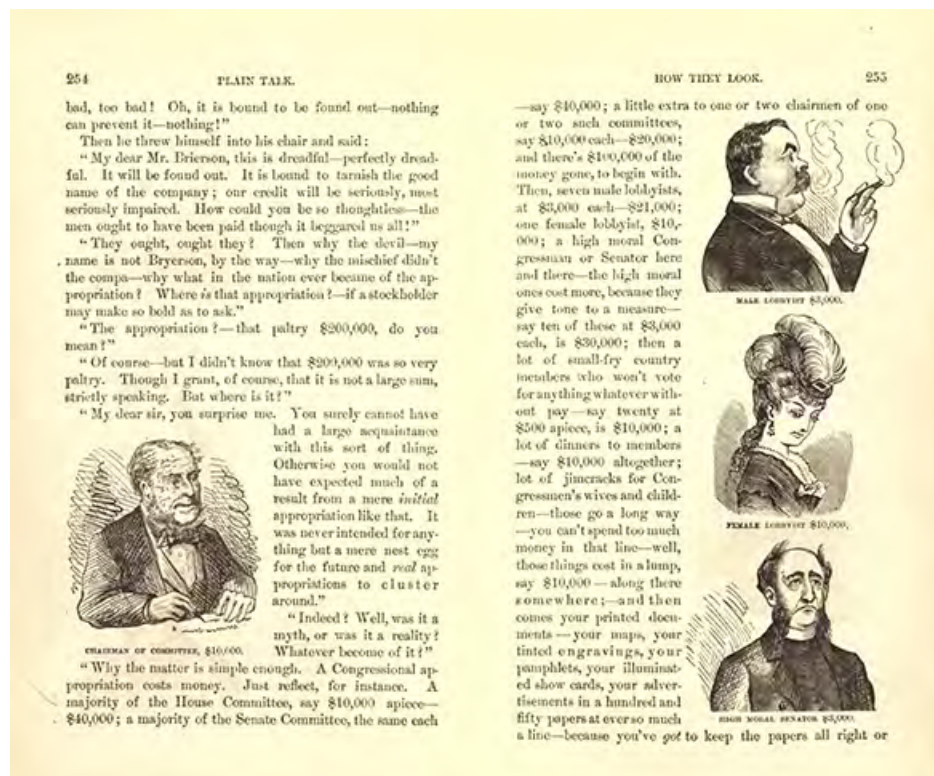 254 PLAIN TALK.
bad, too bad! Oh, it is bound to be found out—nothing
can prevent it—nothing!"
Then he threw himself into his chair and said:
"My dear Mr. Brierson, this is dreadful—perfectly dread-
ful. It will be found out. It is bound to tarnish the good
name of the company; our credit will be seriously, most
seriously impaired. How could you be so thoughtless—the
men ought to have been paid though it beggared us all!"
"They ought, ought they? Then why the devil—my
name is not Bryerson, by the way—why the mischief didn't
the compa—why what in the nation ever became of the ap-
propriation? Where is that appropriation?—if a stockholder
may make so bold as to ask."
"The appropriation?—that paltry $200,000, do you
mean?"
"Of course—but I didn't know that $200,000 was so very
paltry. Though I grant, of course, that it is not a large sum,
strictly speaking. But where is it?"
"My dear sir, you surprise me. You surely cannot have
had a large acquaintance
with this sort of thing.
Otherwise you would not
have expected much of a
result from a mere initial
appropriation like that. It
was never intended for any-
thing but a mere nest egg
for the future and real ap-
propriations to cluster
around."
"Indeed? Well, was it a
myth, or was it a reality?
Whatever become of it?"
CHAIRMAN OF COMMITTEE, $10,000.
"Why the matter is simple enough. A Congressional ap-
propriation costs money. Just reflect, for instance. A
majority of the House Committee, say $10,000 apiece—
$40,000; a majority of the Senate Committee, the same each
HOW THEY LOOK. 255
—say $40,000; a little extra to one or two chairmen of one
or two such committees,
say $10,000 each—$20,000;
and there's $100,000 of the
money gone, to begin with.
Then, seven male lobbyists,
at $3,000 each—$21,000;
one female lobbyist, $10,-
000; a high moral Con-
gressman or Senator here
and there—the high moral
ones cost more, because they
give tone to a measure—
say ten of these at $3,000
each, is $30,000; then a
lot of small-fry country
members who won't vote
for anything whatever with-
out pay—say twenty at
$500 apiece, is $10,000; a
lot of dinners to members
—say $10,000 altogether;
lot of jimcracks for Con-
gressmen's wives and child-
ren—those go a long way
—you can't spend too much
money in that line—well,
those things cost in a lump,
say $10,000—along there
somewhere;—and then
comes your printed docu-
ments—your maps, your
tinted engravings, your
pamphlets, your illuminat-
ed show cards, your adver-
tisements in a hundred and
fifty papers at ever so much
a line—because you've got to keep the papers all right or
MALE LOBBYIST $3,000.
FEMALE LOBBYIST $10,000.
HIGH MORAL SENATOR $3,000.